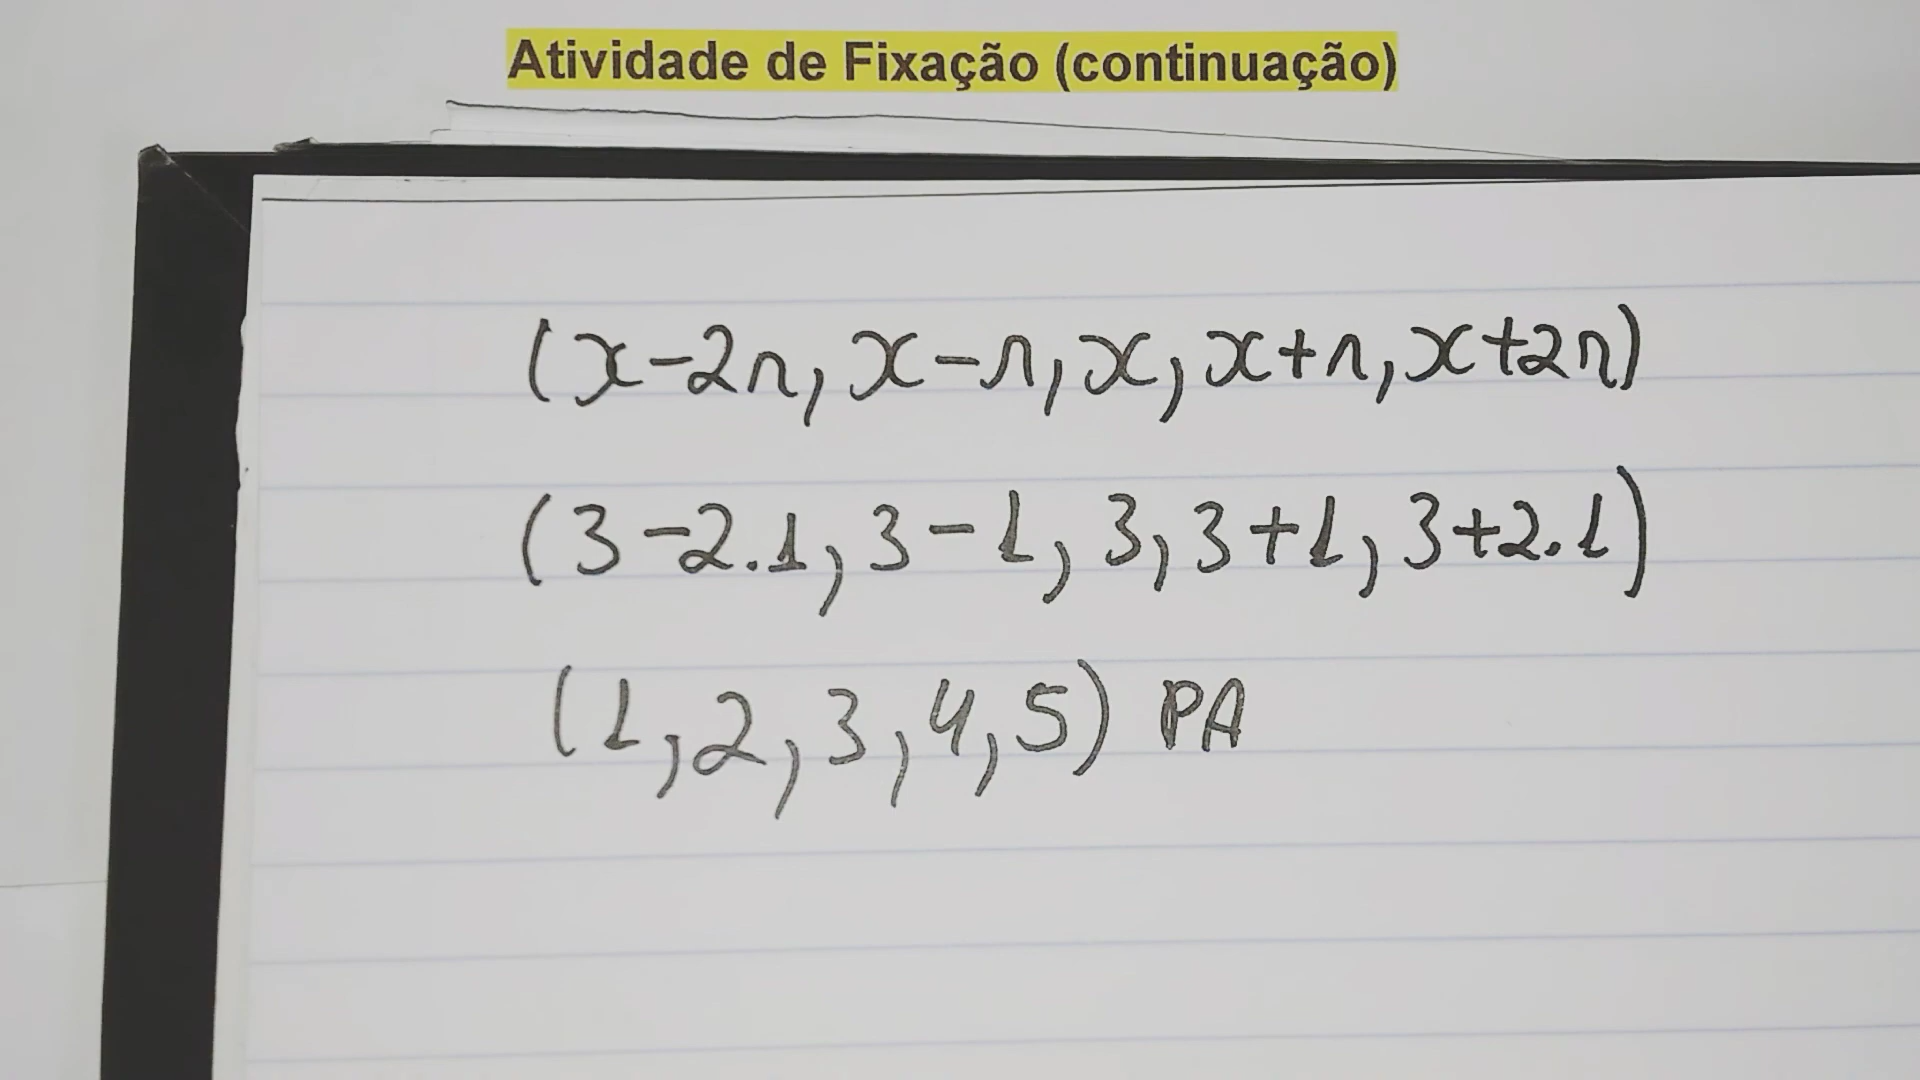 Atividade de Fixação (continuação)
(x-2r, x-r, x, x+r, x+2r)
(3-2.1, 3-1, 3, 3+1, 3+2.1)
(1, 2, 3, 4, 5) PA